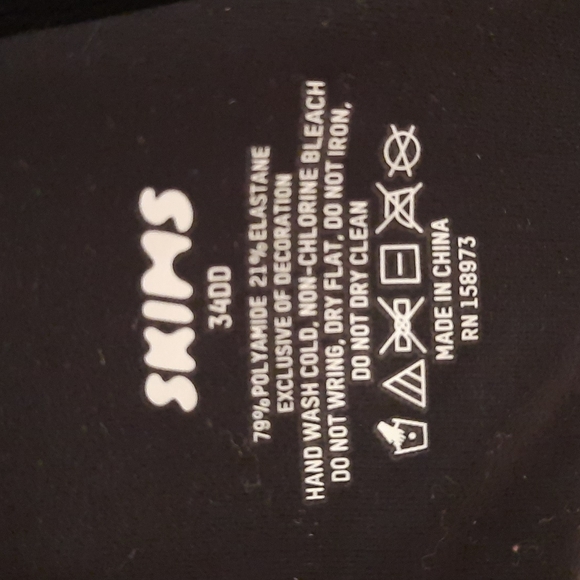 SKIMS
34DD
79%POLYAMIDE 21%ELASTANE
EXCLUSIVE OF DECORATION
HAND WASH COLD, NON-CHLORINE BLEACH
DO NOT WRING, DRY FLAT, DO NOT IRON,
DO NOT DRY CLEAN
MADE IN CHINA
RN 158973